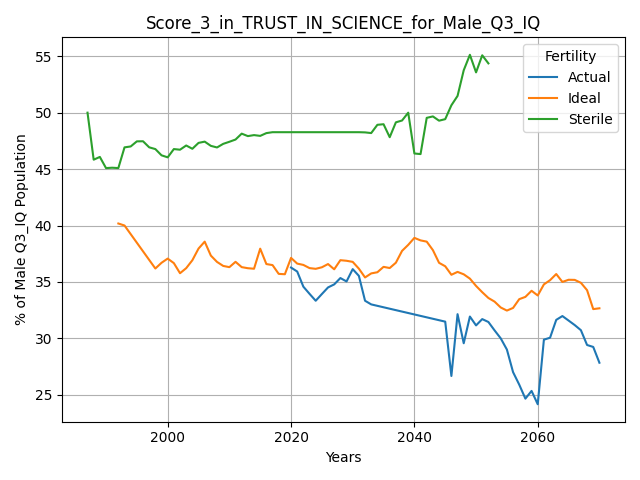 Score_3_in_TRUST_IN_SCIENCE_for_Male_Q3_IQ
% of Male Q3_IQ Population
55
50
45
40
35
30
25
Fertility
Actual
Ideal
Sterile
2000
2020
2040
2060
Years